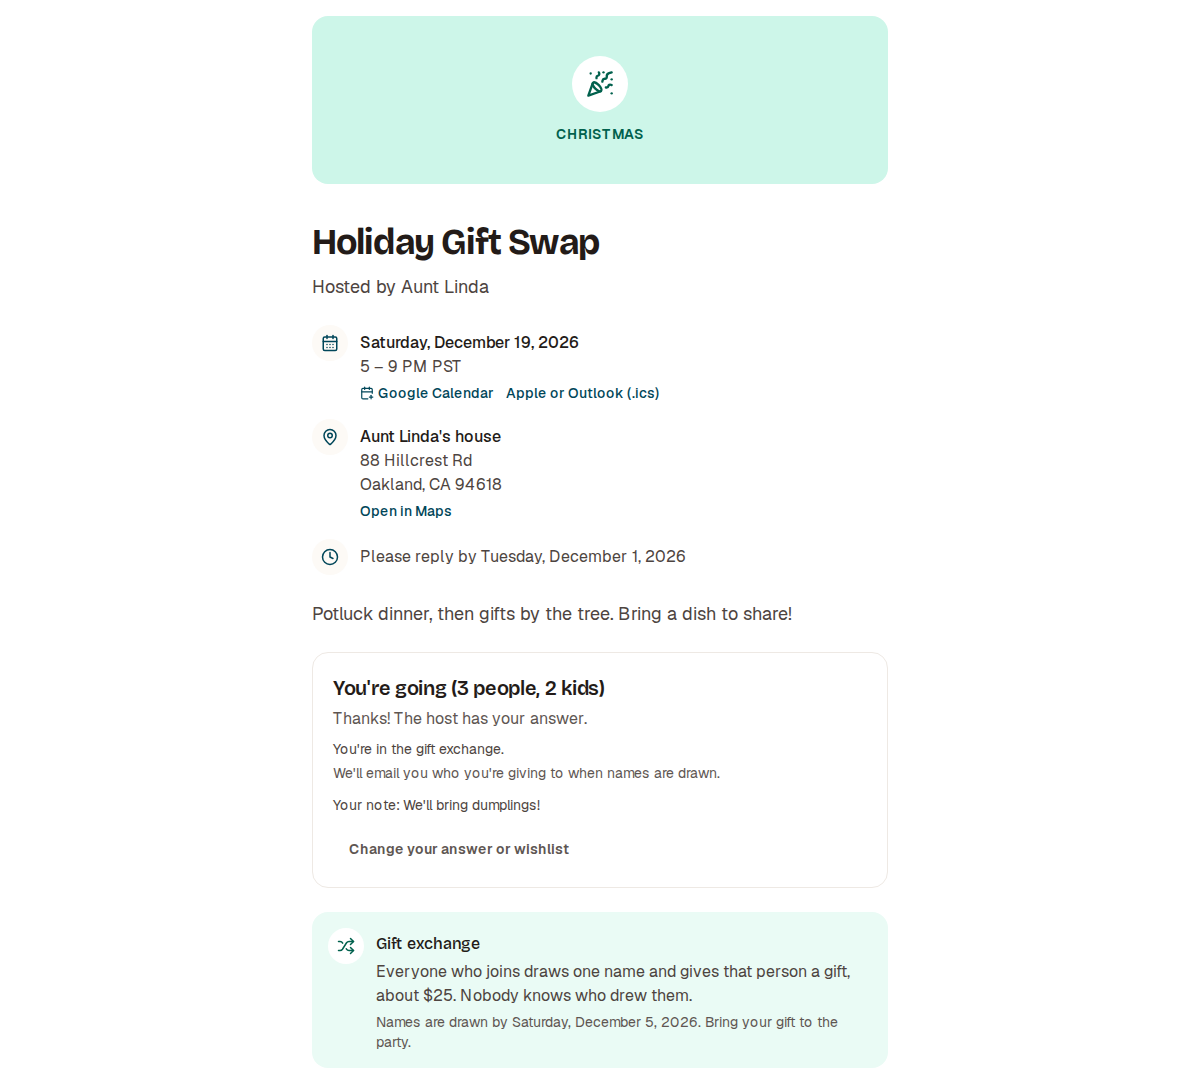 CHRISTMAS
Holiday Gift Swap
Hosted by Aunt Linda
Saturday, December 19, 2026
5 – 9 PM PST
Google Calendar Apple or Outlook (.ics)
Aunt Linda's house
88 Hillcrest Rd
Oakland, CA 94618
Open in Maps
Please reply by Tuesday, December 1, 2026
Potluck dinner, then gifts by the tree. Bring a dish to share!
You're going (3 people, 2 kids)
Thanks! The host has your answer.
You're in the gift exchange.
We'll email you who you're giving to when names are drawn.
Your note: We'll bring dumplings!
Change your answer or wishlist
Gift exchange
Everyone who joins draws one name and gives that person a gift,
about $25. Nobody knows who drew them.
Names are drawn by Saturday, December 5, 2026. Bring your gift to the
party.